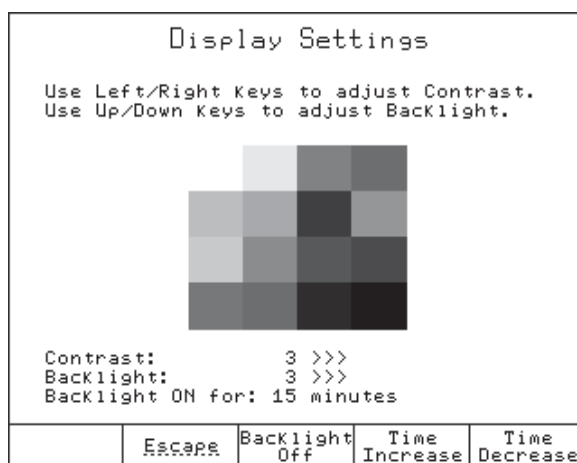 Display Settings
Use Left/Right Keys to adjust Contrast.
Use Up/Down Keys to adjust Backlight.
Contrast: 3 >>>
Backlight: 3 >>>
Backlight ON for: 15 minutes
Escape
Backlight Off
Time Increase
Time Decrease